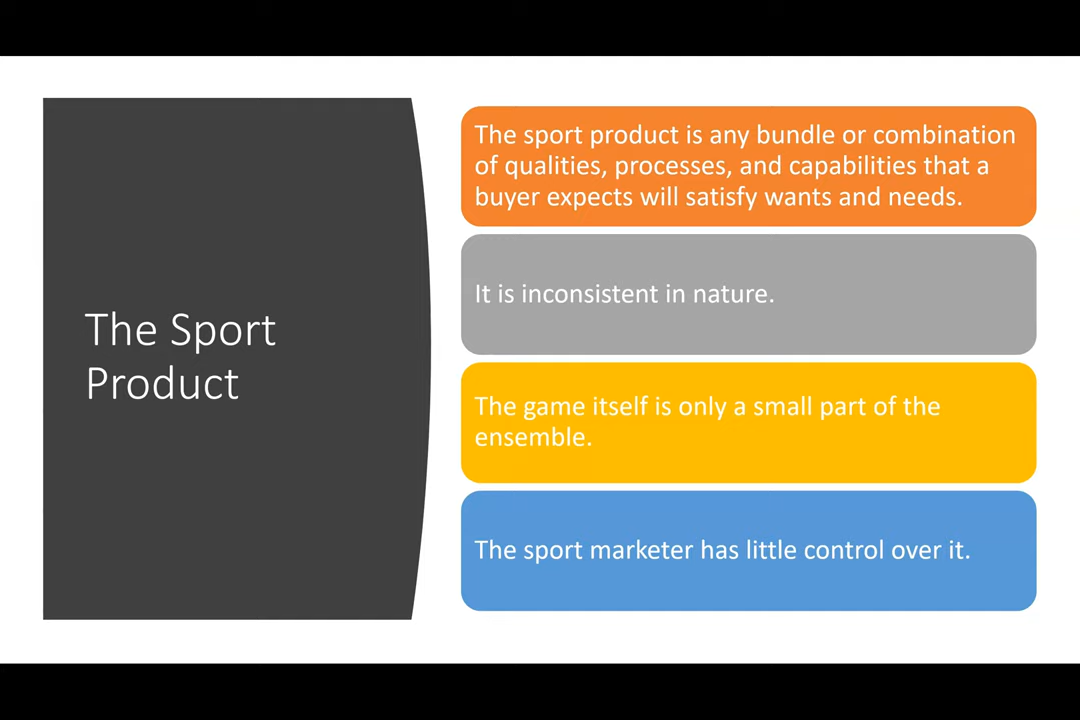 The Sport
Product
The sport product is any bundle or combination
of qualities, processes, and capabilities that a
buyer expects will satisfy wants and needs.
It is inconsistent in nature.
The game itself is only a small part of the
ensemble.
The sport marketer has little control over it.